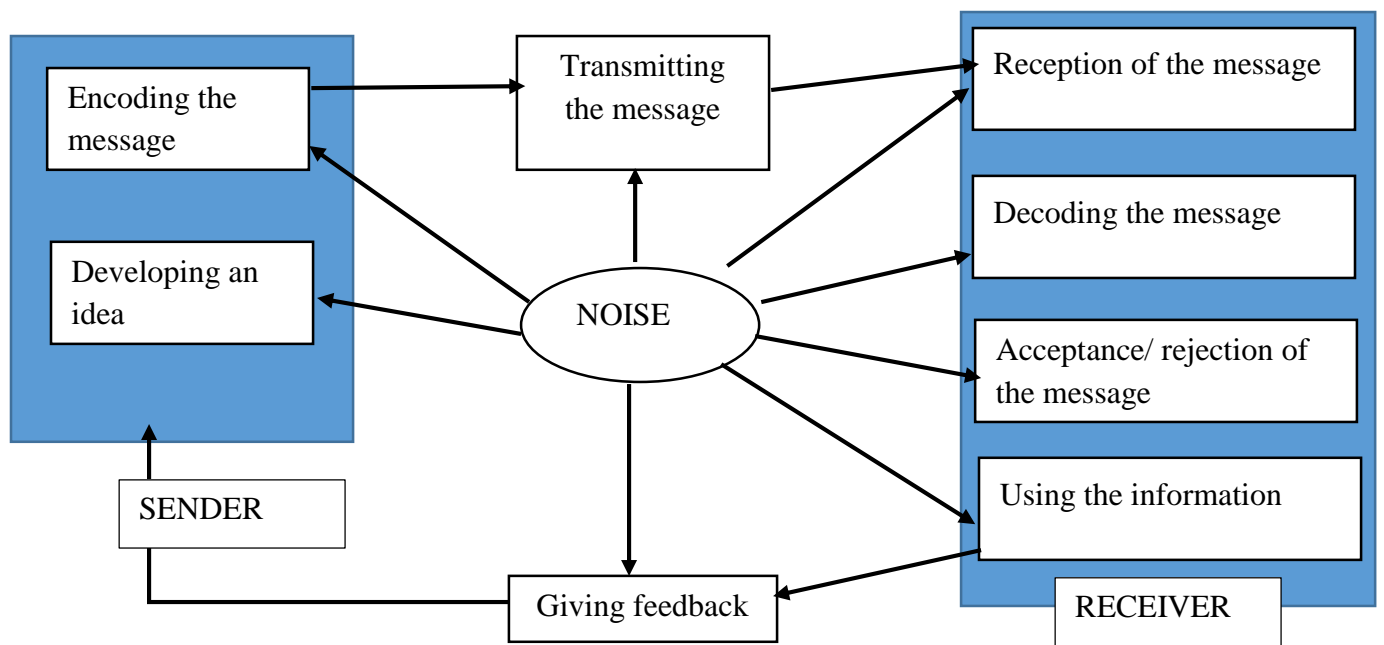 Encoding the
message
Developing an
idea
SENDER
Transmitting
the message
NOISE
Giving feedback
Reception of the message
Decoding the message
Acceptance/ rejection of
the message
Using the information
RECEIVER